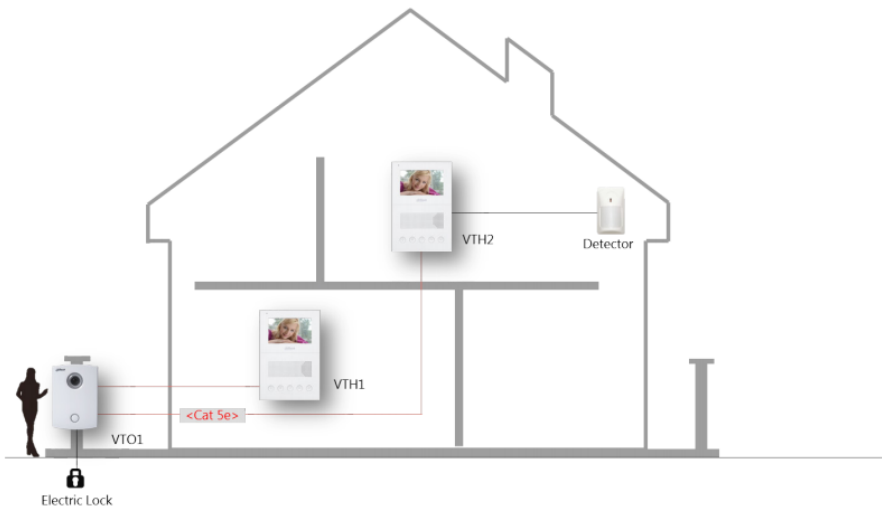 VTH2
Detector
VTH1
<Cat 5e>
VTO1
Electric Lock